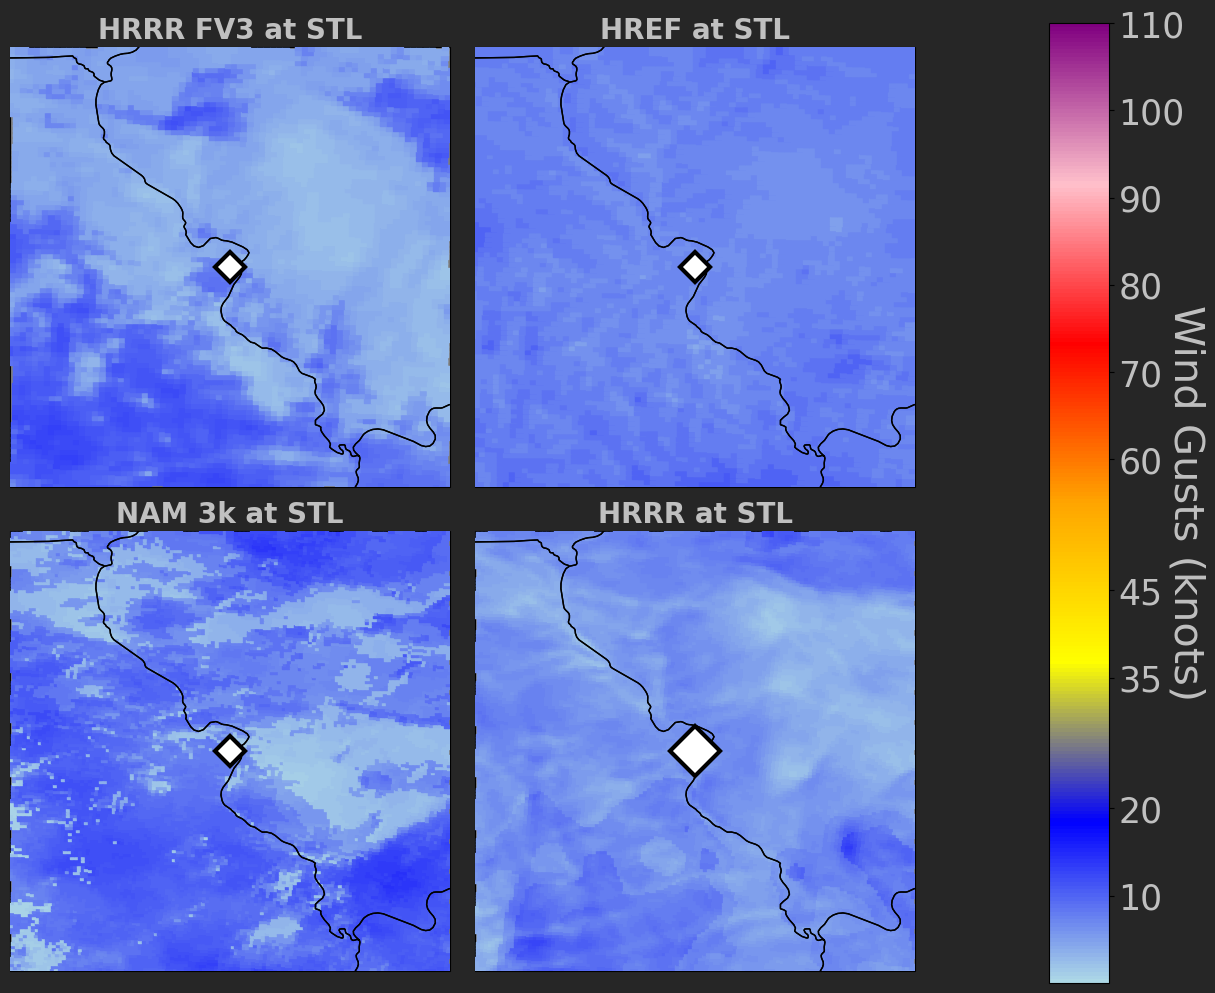 HRRR FV3 at STL
HREF at STL
NAM 3k at STL
HRRR at STL
110
100
90
80
70
60
45
35
20
10
Wind Gusts (knots)